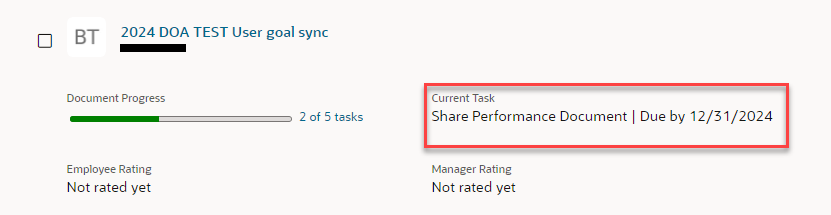 BT
2024 DOA TEST User goal sync
Document Progress
2 of 5 tasks
Current Task
Share Performance Document | Due by 12/31/2024
Employee Rating
Not rated yet
Manager Rating
Not rated yet